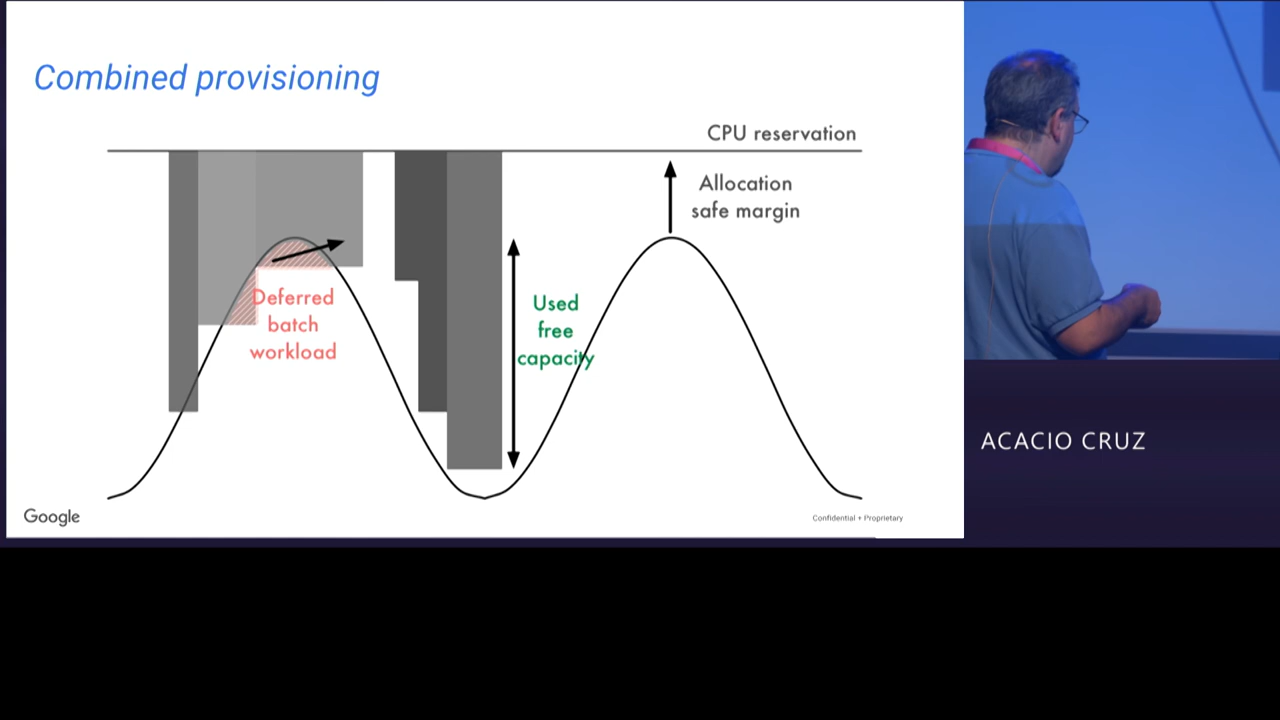 Combined provisioning
CPU reservation
Allocation
safe margin
Deferred
batch
workload
Used
free
capacity
Google
Confidential + Proprietary
ACACIO CRUZ